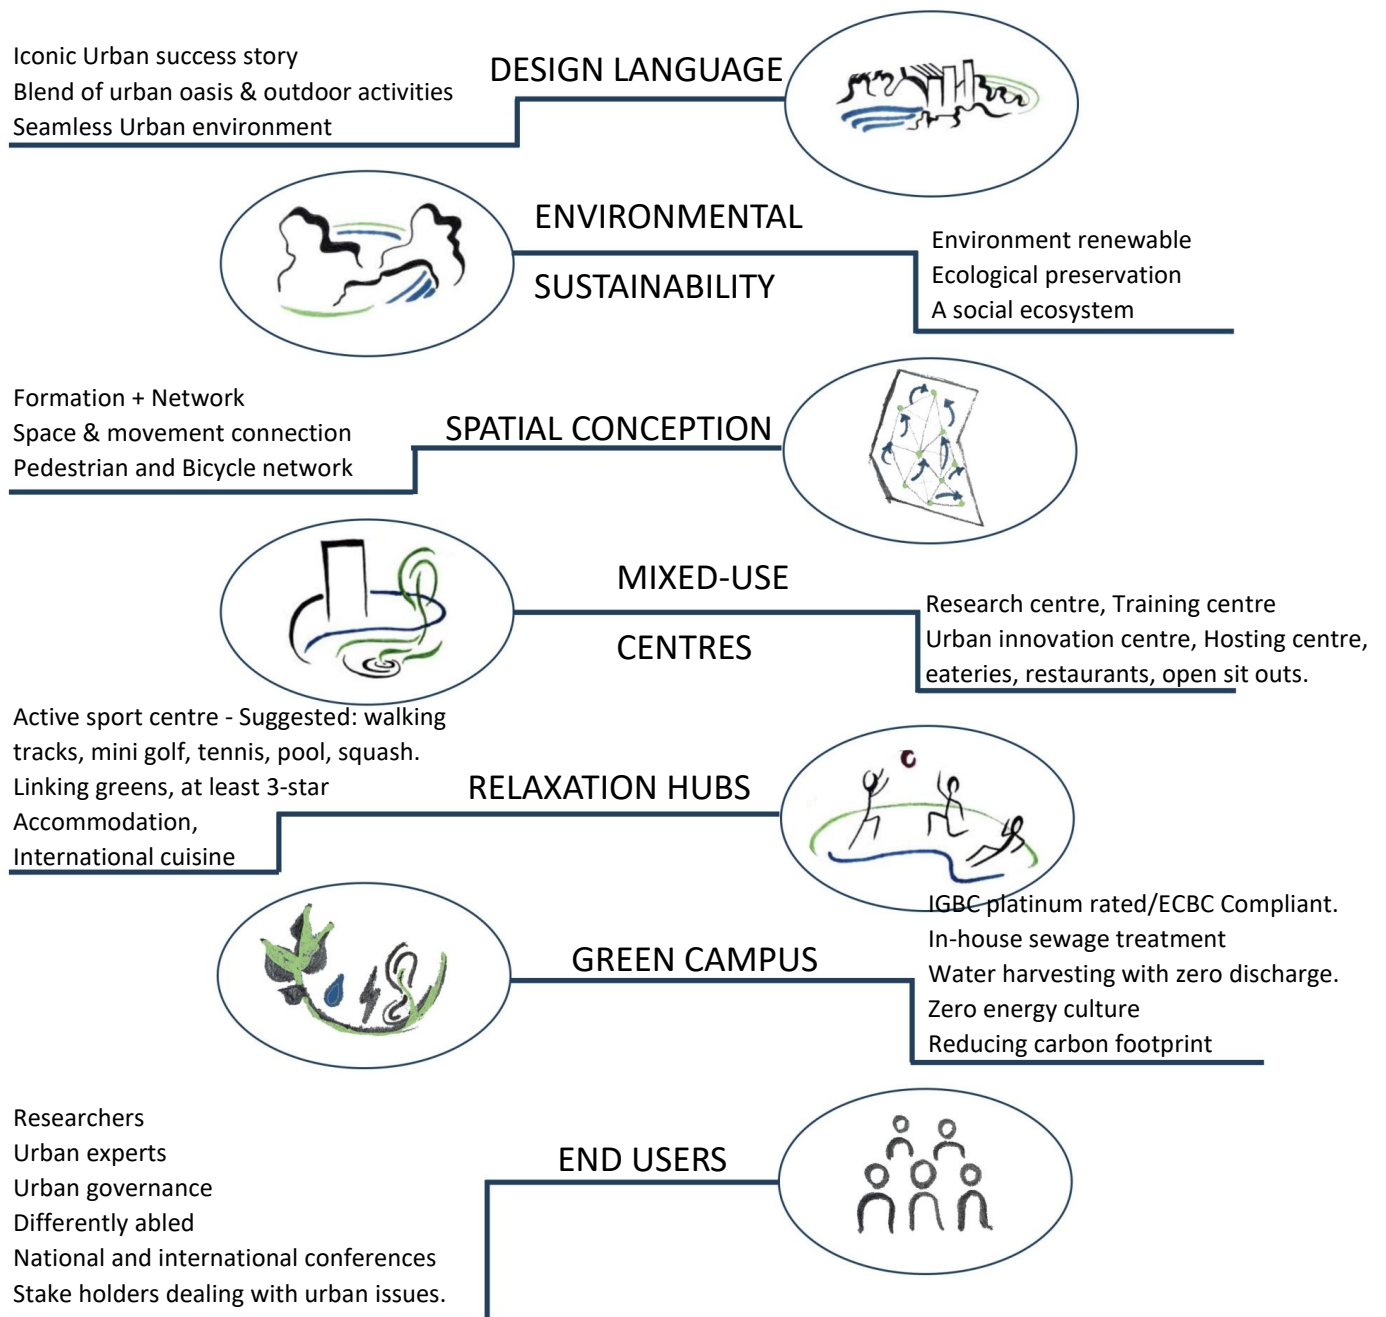 Iconic Urban success story
Blend of urban oasis & outdoor activities
Seamless Urban environment
DESIGN LANGUAGE
ENVIRONMENTAL
SUSTAINABILITY
Environment renewable
Ecological preservation
A social ecosystem
Formation + Network
Space & movement connection
Pedestrian and Bicycle network
SPATIAL CONCEPTION
MIXED-USE
CENTRES
Research centre, Training centre
Urban innovation centre, Hosting centre,
eateries, restaurants, open sit outs.
Active sport centre - Suggested: walking
tracks, mini golf, tennis, pool, squash.
Linking greens, at least 3-star
Accommodation,
International cuisine
RELAXATION HUBS
GREEN CAMPUS
IGBC platinum rated/ECBC Compliant.
In-house sewage treatment
Water harvesting with zero discharge.
Zero energy culture
Reducing carbon footprint
Researchers
Urban experts
Urban governance
Differently abled
National and international conferences
Stake holders dealing with urban issues.
END USERS